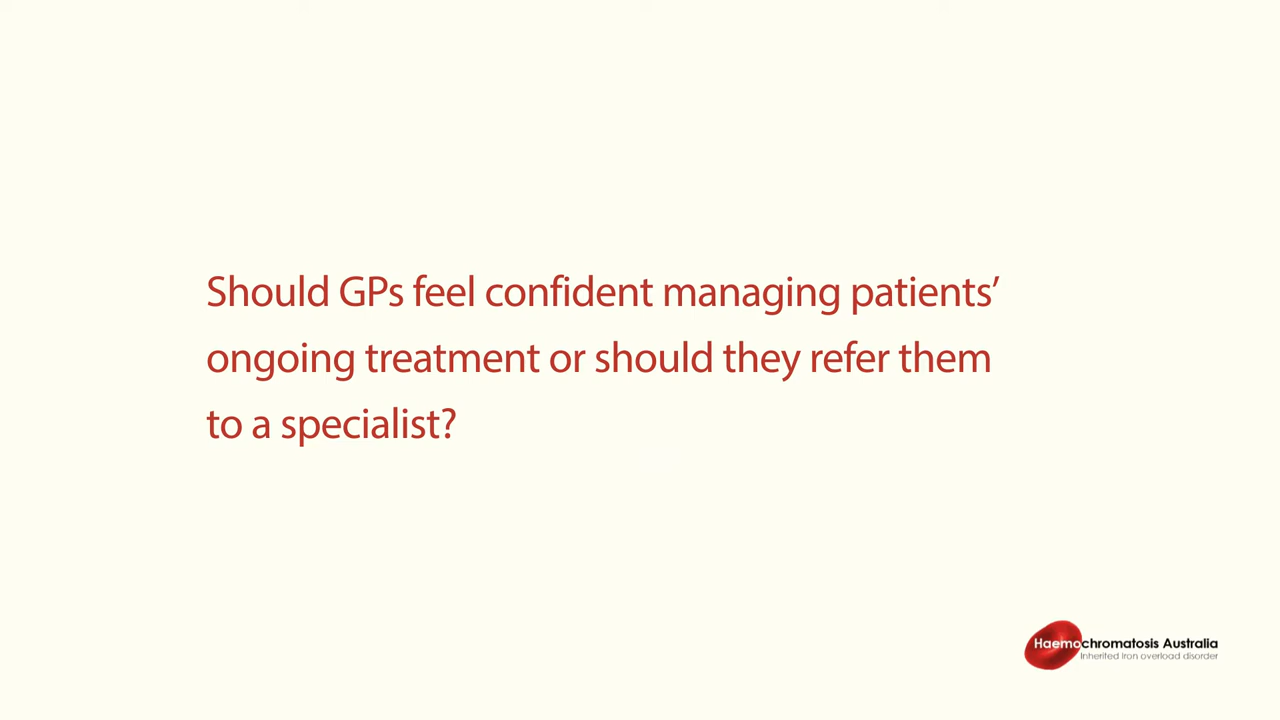 Should GPs feel confident managing patients’
ongoing treatment or should they refer them
to a specialist?
Haemochromatosis Australia
Inherited Iron overload disorder